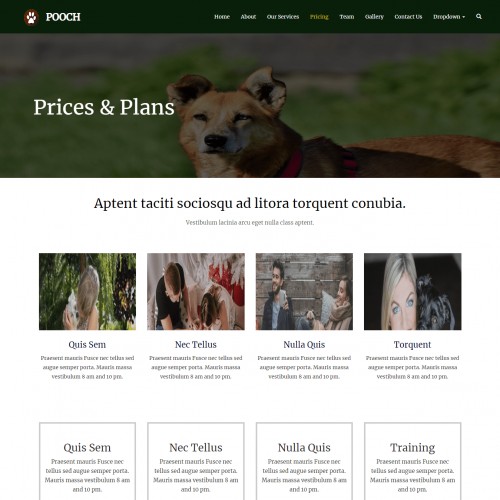 POOCH
Home About Our Services Pricing Team Gallery Contact Us Dropdown
Prices & Plans
Aptent taciti sociosqu ad litora torquent conubia.
Vestibulum lacinia arcu eget nulla class aptent.
Quis Sem
Praesent mauris Fusce nec tellus sed
augue semper porta. Mauris massa
vestibulum 8 am and 10 pm.
Nec Tellus
Praesent mauris Fusce nec tellus sed
augue semper porta. Mauris massa
vestibulum 8 am and 10 pm.
Nulla Quis
Praesent mauris Fusce nec tellus sed
augue semper porta. Mauris massa
vestibulum 8 am and 10 pm.
Torquent
Praesent mauris Fusce nec tellus sed
augue semper porta. Mauris massa
vestibulum 8 am and 10 pm.
Quis Sem
Praesent mauris Fusce nec
tellus sed augue semper
porta. Mauris massa
vestibulum 8 am
and 10 pm.
Nec Tellus
Praesent mauris Fusce nec
tellus sed augue semper
porta. Mauris massa
vestibulum 8 am
and 10 pm.
Nulla Quis
Praesent mauris Fusce nec
tellus sed augue semper
porta. Mauris massa
vestibulum 8 am
and 10 pm.
Training
Praesent mauris Fusce nec
tellus sed augue semper
porta. Mauris massa
vestibulum 8 am
and 10 pm.